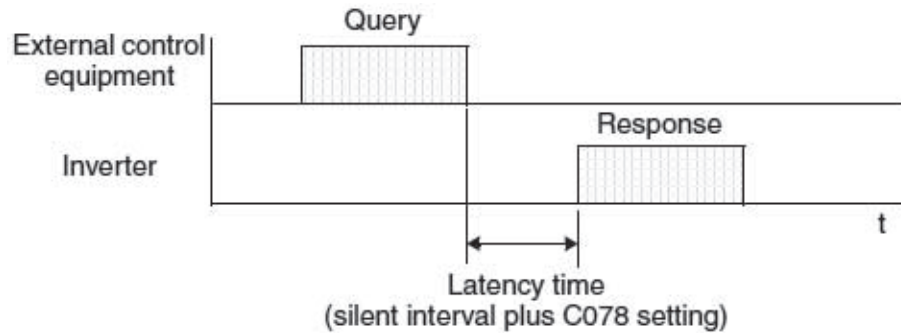 Query
External control
equipment
Response
Inverter
t
Latency time
(silent interval plus C078 setting)